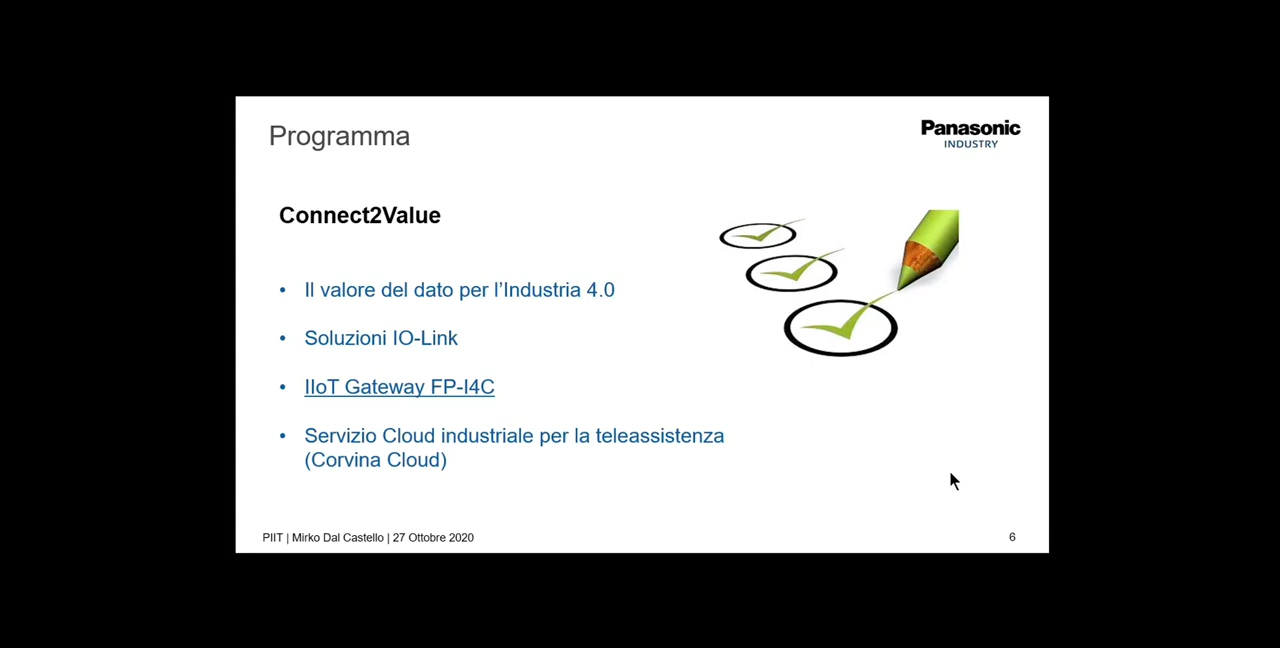 Programma
Panasonic
INDUSTRY
Connect2Value
• Il valore del dato per l’Industria 4.0
• Soluzioni IO-Link
• IIoT Gateway FP-I4C
• Servizio Cloud industriale per la teleassistenza
(Corvina Cloud)
PIIT | Mirko Dal Castello | 27 Ottobre 2020
6